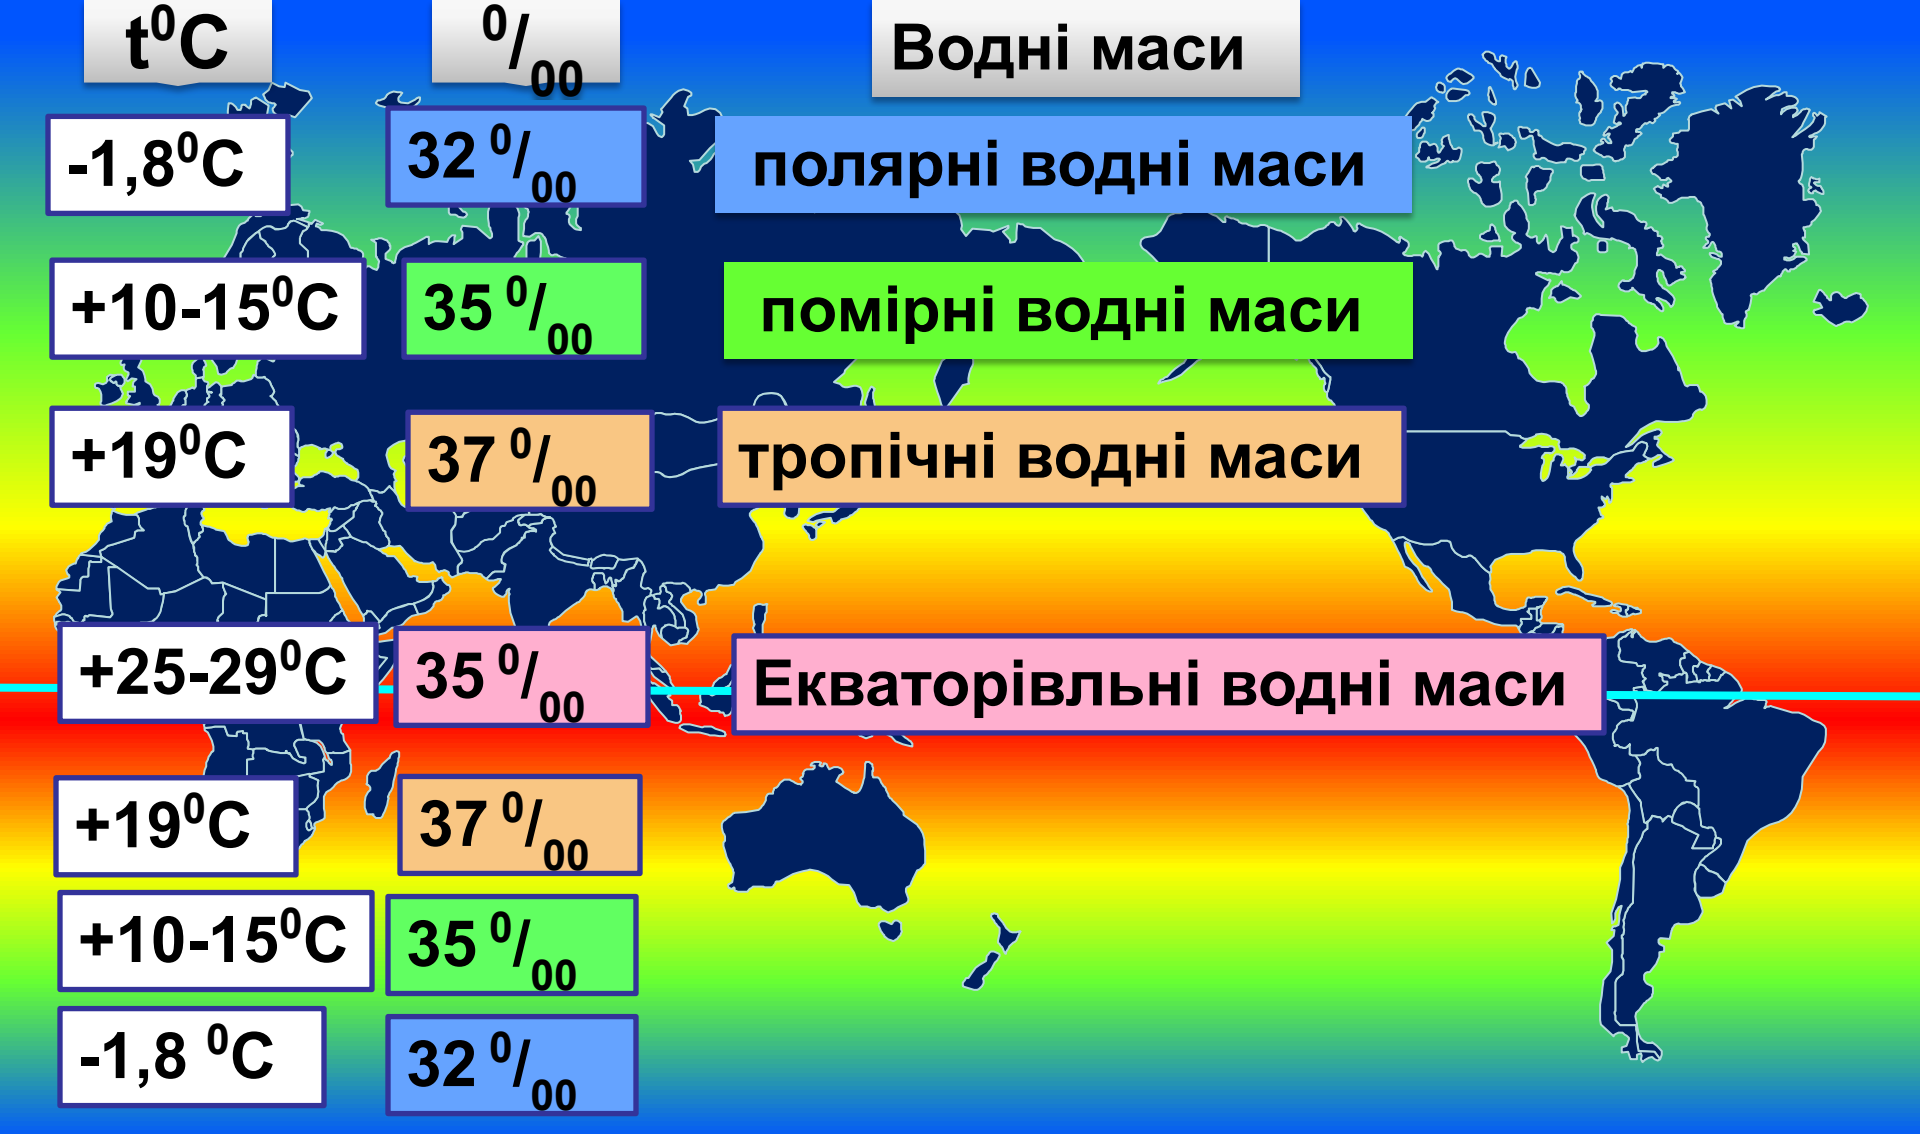 t⁰C ⁰/₀₀ Водні маси
-1,8⁰C 32 ⁰/₀₀ полярні водні маси
+10-15⁰C 35 ⁰/₀₀ помірні водні маси
+19⁰C 37 ⁰/₀₀ тропічні водні маси
+25-29⁰C 35 ⁰/₀₀ Екваторівльні водні маси
+19⁰C 37 ⁰/₀₀
+10-15⁰C 35 ⁰/₀₀
-1,8 ⁰C 32 ⁰/₀₀